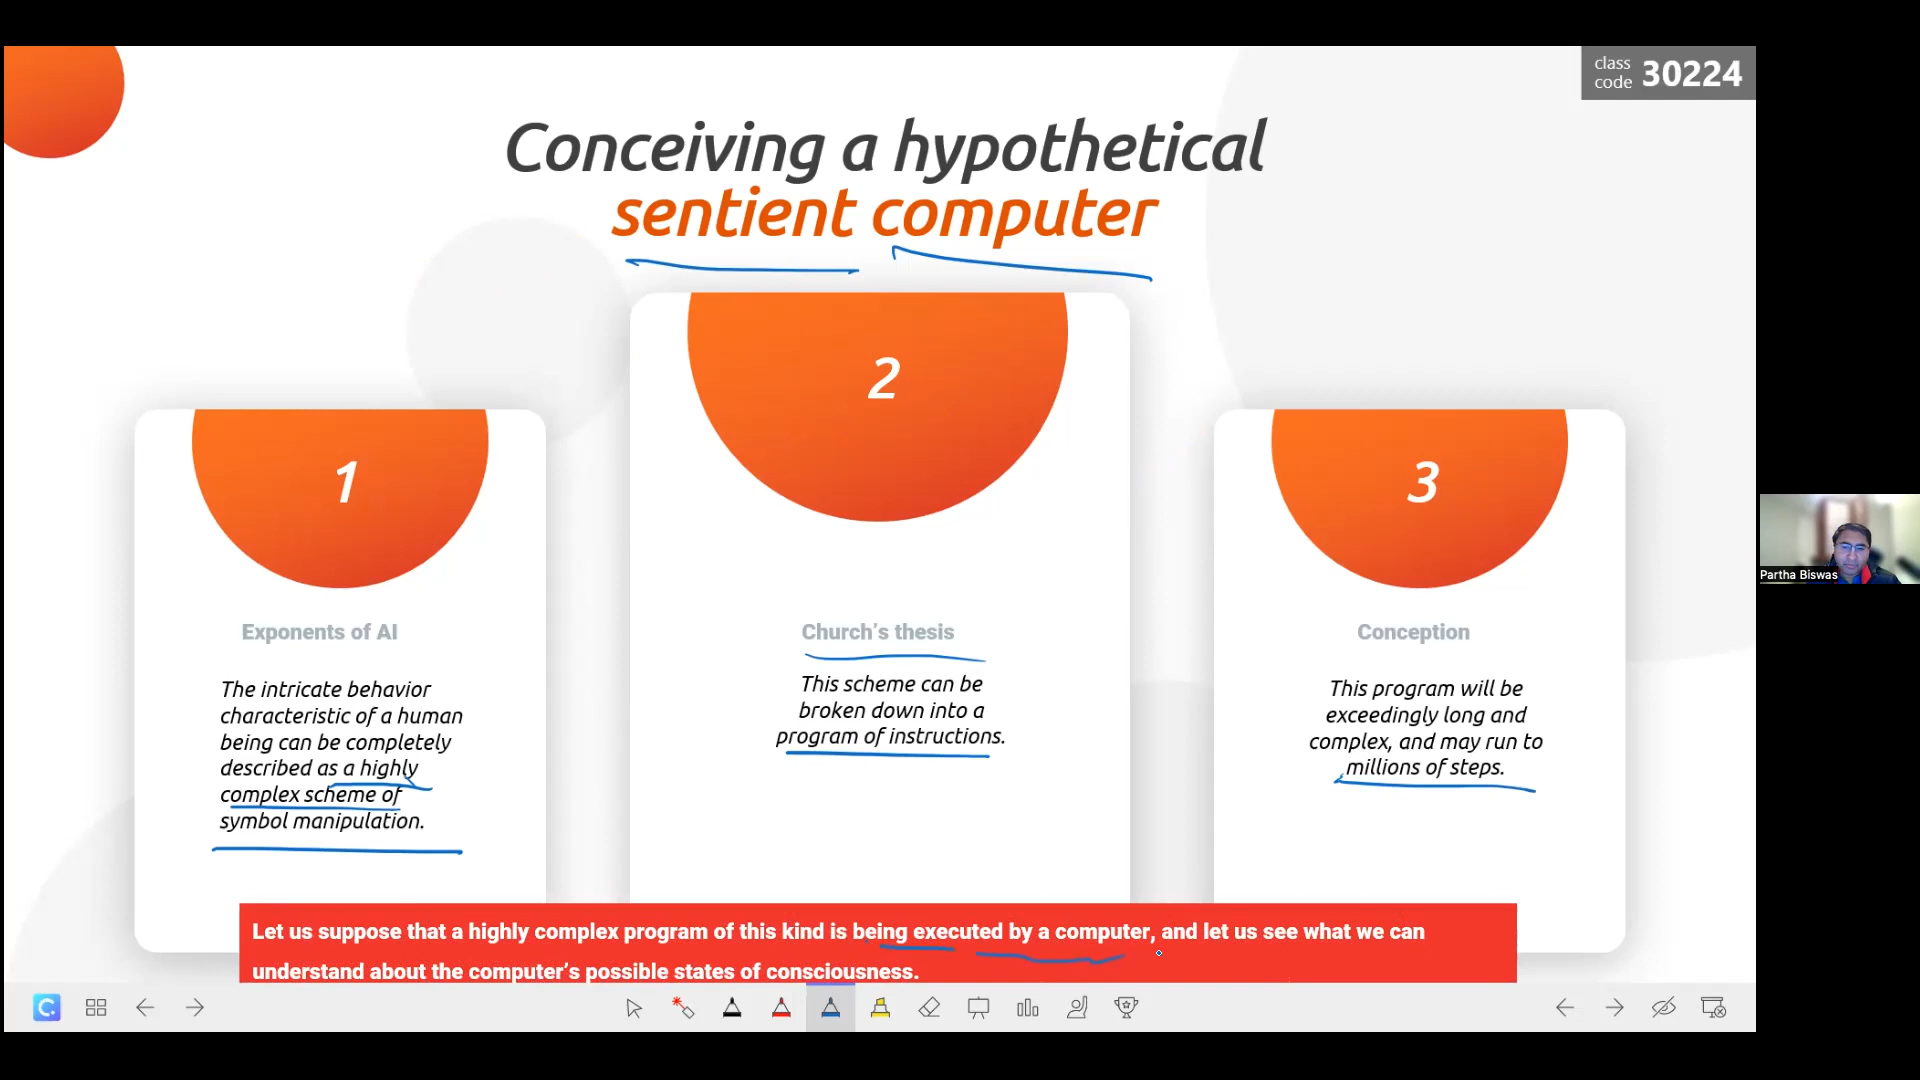 class
code 30224
Conceiving a hypothetical
sentient computer
1
Exponents of AI
The intricate behavior
characteristic of a human
being can be completely
described as a highly
complex scheme of
symbol manipulation.
2
Church’s thesis
This scheme can be
broken down into a
program of instructions.
3
Conception
This program will be
exceedingly long and
complex, and may run to
millions of steps.
Let us suppose that a highly complex program of this kind is being executed by a computer, and let us see what we can
understand about the computer’s possible states of consciousness.
Partha Biswas